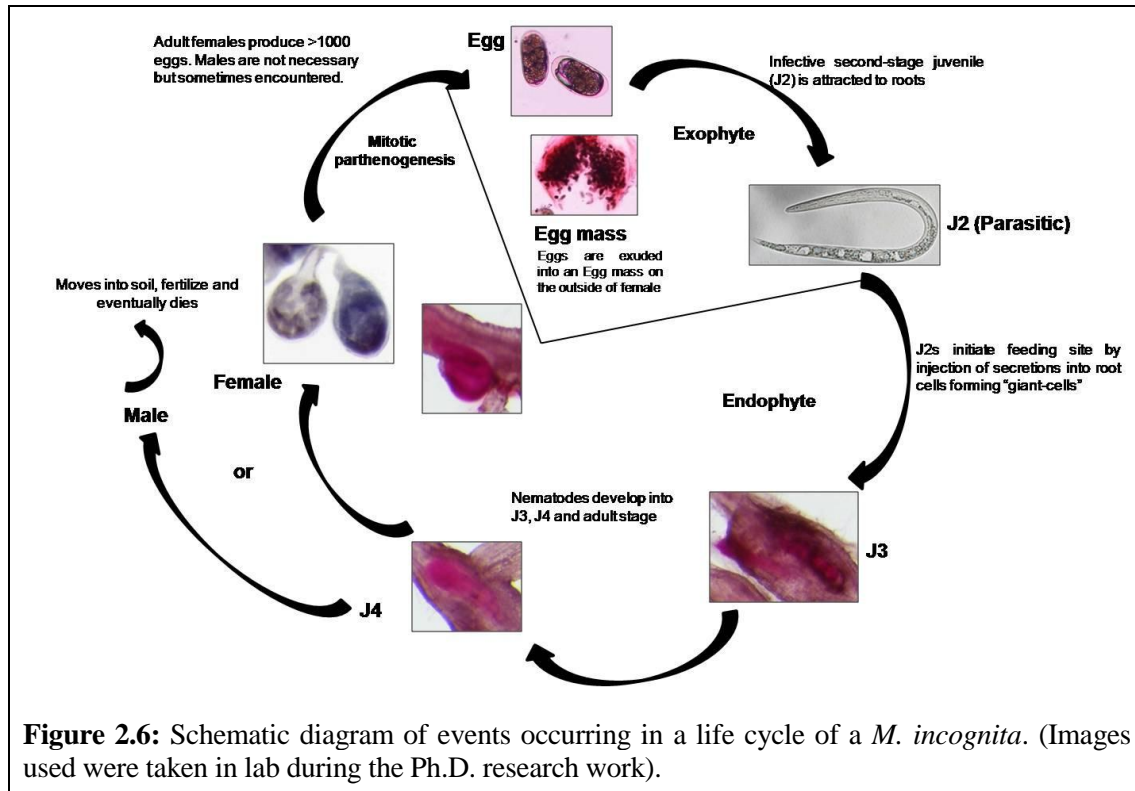 Adult females produce >1000
eggs. Males are not necessary
but sometimes encountered.
Egg
Infective second-stage juvenile
(J2) is attracted to roots
Exophyte
Mitotic
parthenogenesis
J2 (Parasitic)
Egg mass
Eggs are exuded
into an Egg mass on
the outside of female
Moves into soil, fertilize and
eventually dies
J2s initiate feeding site by
injection of secretions into root
cells forming "giant-cells"
Female
Endophyte
Male
or
Nematodes develop into
J3, J4 and adult stage
J3
J4
Figure 2.6: Schematic diagram of events occurring in a life cycle of a M. incognita. (Images
used were taken in lab during the Ph.D. research work).